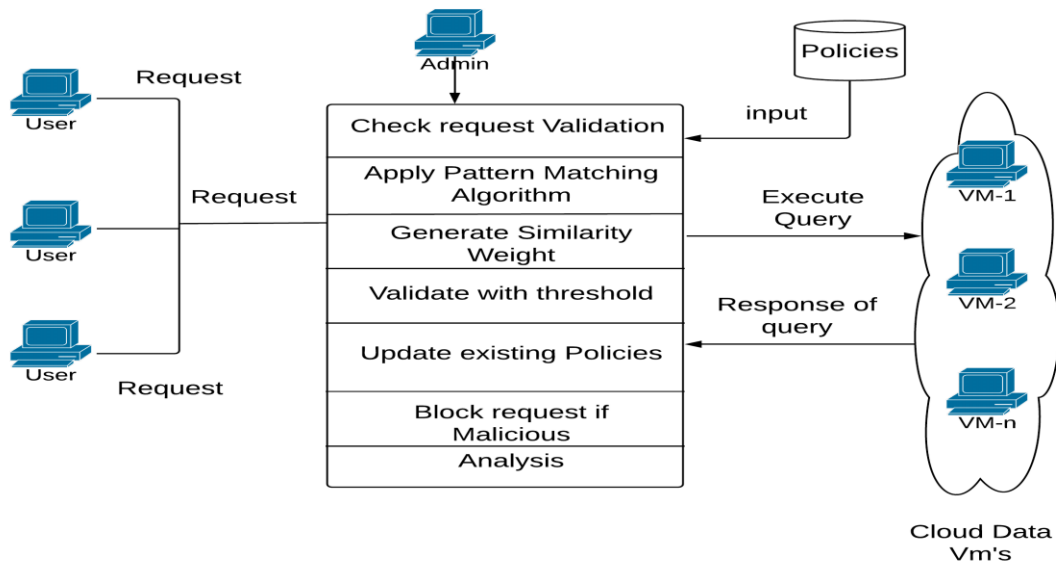 Admin
Policies
Request
User
input
Check request Validation
Apply Pattern Matching
Algorithm
Request
User
Generate Similarity
Weight
Execute
Query
VM-1
Validate with threshold
Response of
query
VM-2
User
Request
Update existing Policies
Block request if
Malicious
VM-n
Analysis
Cloud Data
Vm's